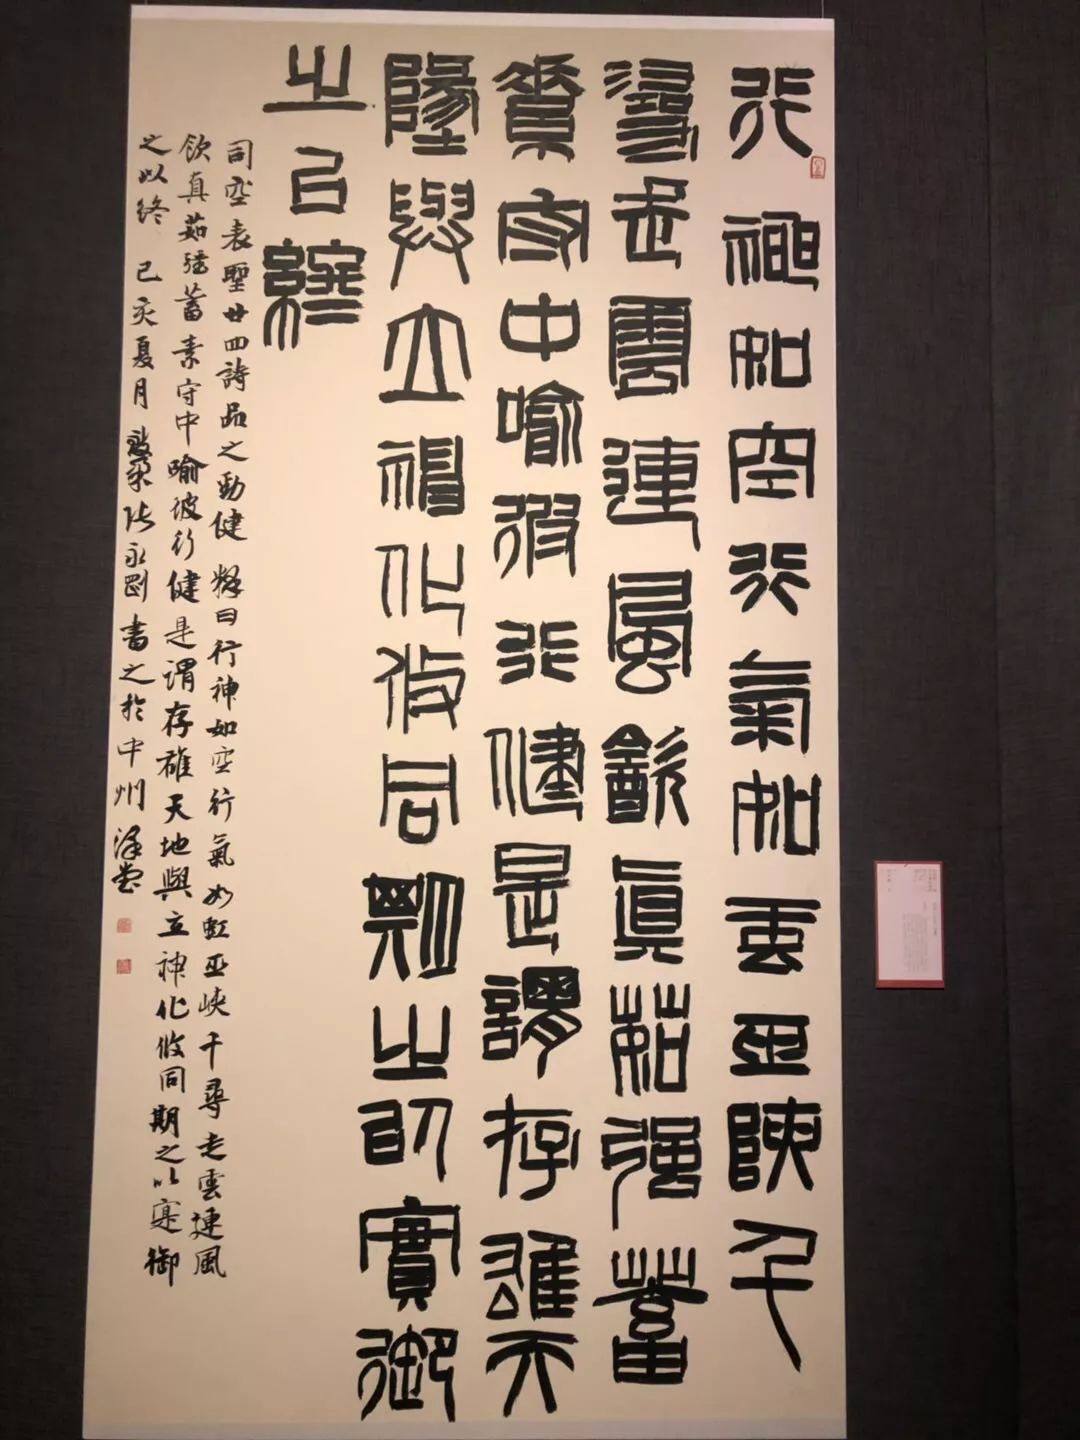 行神如空行氣如虹巫峽千
尋走雲連風飲真茹強蓄
素守中喻彼行健是謂存雄天
地與立神化攸同期之以實御
之以終
司空表聖廿四詩品之勁健 釋曰行神如空行氣如虹巫峽千尋走雲連風
飲真茹強蓄素守中喻彼行健是謂存雄天地與立神化攸同期之以寔御
之以終 己亥夏月 張永剛書之於中州